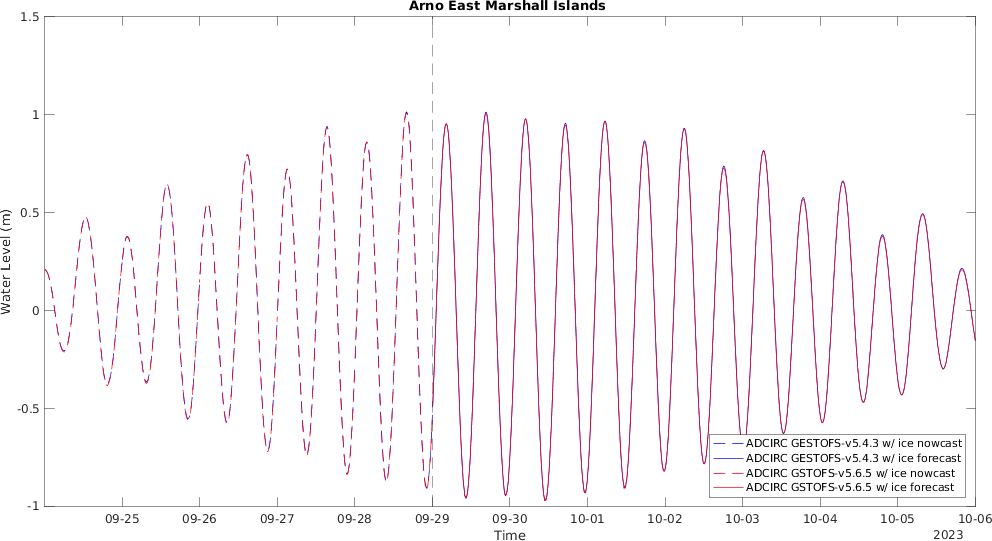 Arno East Marshall Islands
1.5
1
0.5
0
-0.5
-1
Water Level (m)
ADCIRC GESTOFS-v5.4.3 w/ ice nowcast
ADCIRC GESTOFS-v5.4.3 w/ ice forecast
ADCIRC GSTOFS-v5.6.5 w/ ice nowcast
ADCIRC GSTOFS-v5.6.5 w/ ice forecast
09-25 09-26 09-27 09-28 09-29 09-30 10-01 10-02 10-03 10-04 10-05 10-06
Time
2023